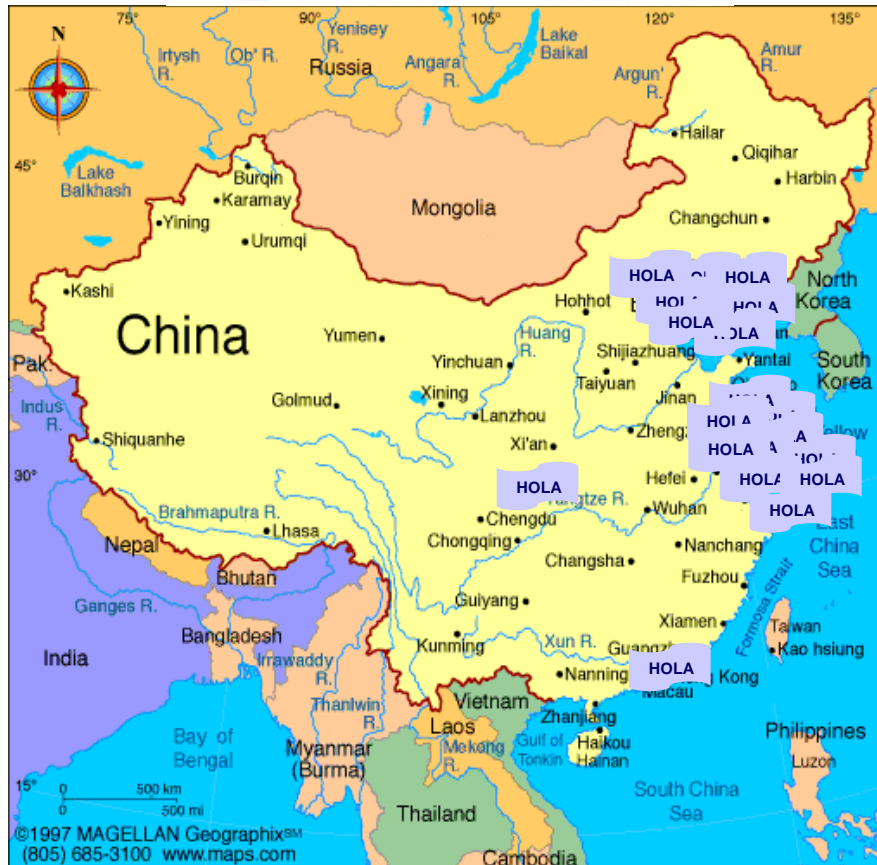 75° 90° 105° 120° 135°
N
Irtysh R.
Ob' R.
Yenisey R.
Russia
Angara R.
Lake Baikal
Argun' R.
Amur R.
Hailar
Qiqihar
Harbin
Changchun
45°
Lake Balkhash
Burqin
Karamay
Yining
Urumqi
Mongolia
Kashi
China
Yumen
Hohhot
HOLA
HOLA
HOLA
HOLA
HOLA
HOLA
North Korea
South Korea
Huang R.
Yinchuan
Shijiazhuang
Taiyuan
Yantai
Pak.
Indus R.
Golmud
Xining
Lanzhou
Jinan
Xi'an
HOLA
HOLA
HOLA
HOLA
HOLA
HOLA
HOLA
HOLA
Shiquanhe
30°
Hefei
Yangtze R.
Wuhan
Brahmaputra R.
Lhasa
Chengdu
Chongqing
Nanchang
East China Sea
Nepal
Bhutan
Changsha
Fuzhou
Ganges R.
Guiyang
Formosa Strait
Bangladesh
Kunming
Xun R.
Xiamen
Taiwan
Kao hsiung
India
Irrawaddy R.
Nanning
HOLA
Hong Kong
Macau
Thanlwin R.
Vietnam
Laos
Zhanjiang
Bay of Bengal
Myanmar (Burma)
Mekong R.
Gulf of Tonkin
Haikou
Hainan
Philippines
Luzon
15°
0 500 km
0 500 mi
South China Sea
Thailand
Cambodia
©1997 MAGELLAN Geographix℠
(805) 685-3100 www.maps.com